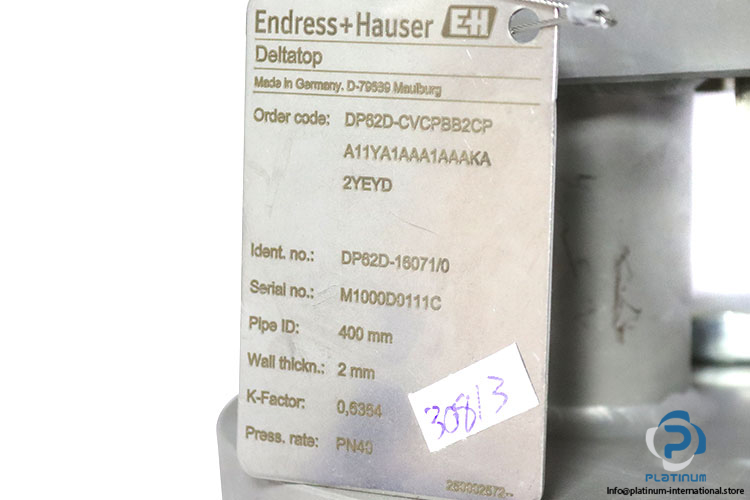 Endress+Hauser EH
Deltatop
Made in Germany. D-79689 Maulburg
Order code: DP62D-CVCPBB2CP
A11YA1AAA1AAAKA
2YEYD
Ident. no.: DP62D-16071/0
Serial no.: M1000D0111C
Pipe ID: 400 mm
Wall thickn.: 2 mm
K-Factor: 0,6354
Press. rate: PN40
30813
PLATINUM
Info@platinum-international.store